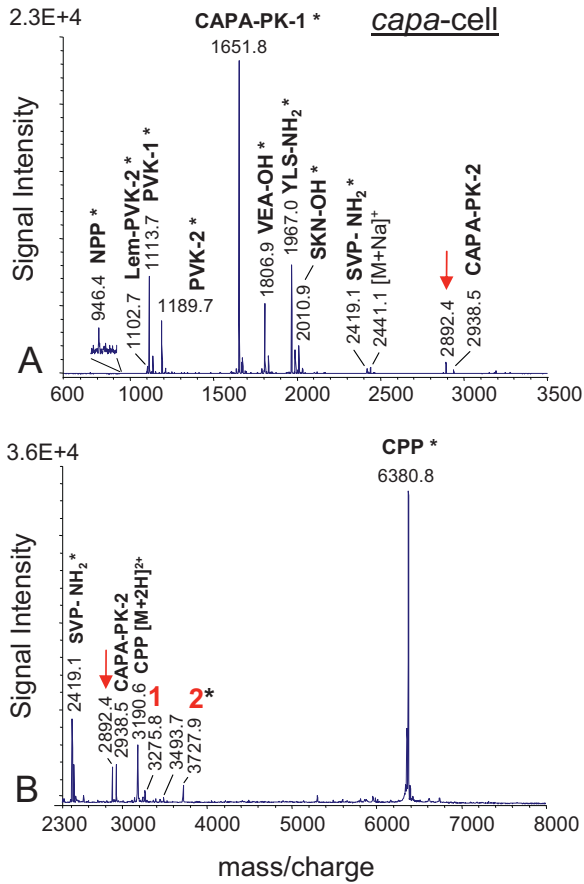 2.3E+4
CAPA-PK-1 *
capa-cell
1651.8
Signal Intensity
946.4 NPP *
1102.7 Lem-PVK-2 *
1113.7 PVK-1 *
1189.7 PVK-2 *
1806.9 VEA-OH *
1967.0 YLS-NH2 *
2010.9 SKN-OH *
2419.1 SVP- NH2 *
2441.1 [M+Na]+
2892.4
2938.5 CAPA-PK-2
A
600 1500 2000 2300 3000 3500
3.6E+4
CPP *
6380.8
Signal Intensity
2419.1 SVP- NH2 *
2892.4
2938.5 CAPA-PK-2
3190.6 CPP [M+2H]2+
3275.8 1
3493.7
3727.9 2*
B
2300 3000 4000 5000 6000 7000 8000
mass/charge